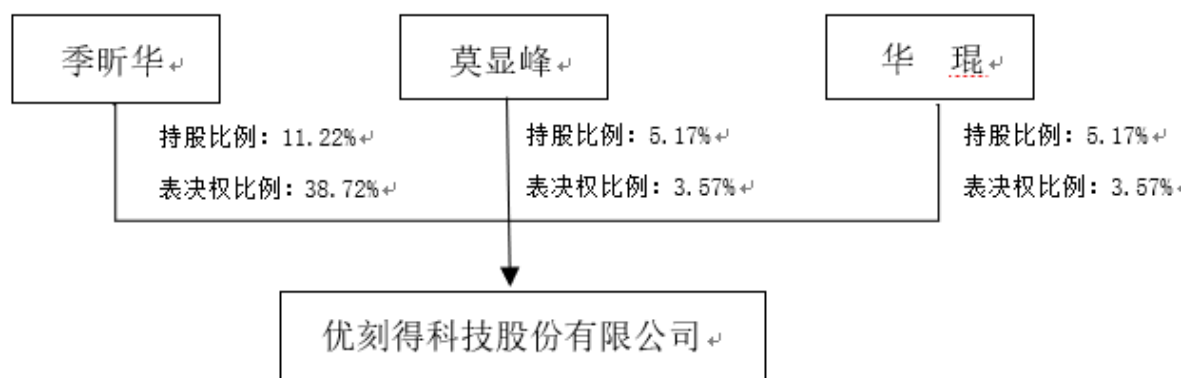 季昕华
莫显峰
华 琨
持股比例：11.22%
表决权比例：38.72%
持股比例：5.17%
表决权比例：3.57%
持股比例：5.17%
表决权比例：3.57%
优刻得科技股份有限公司